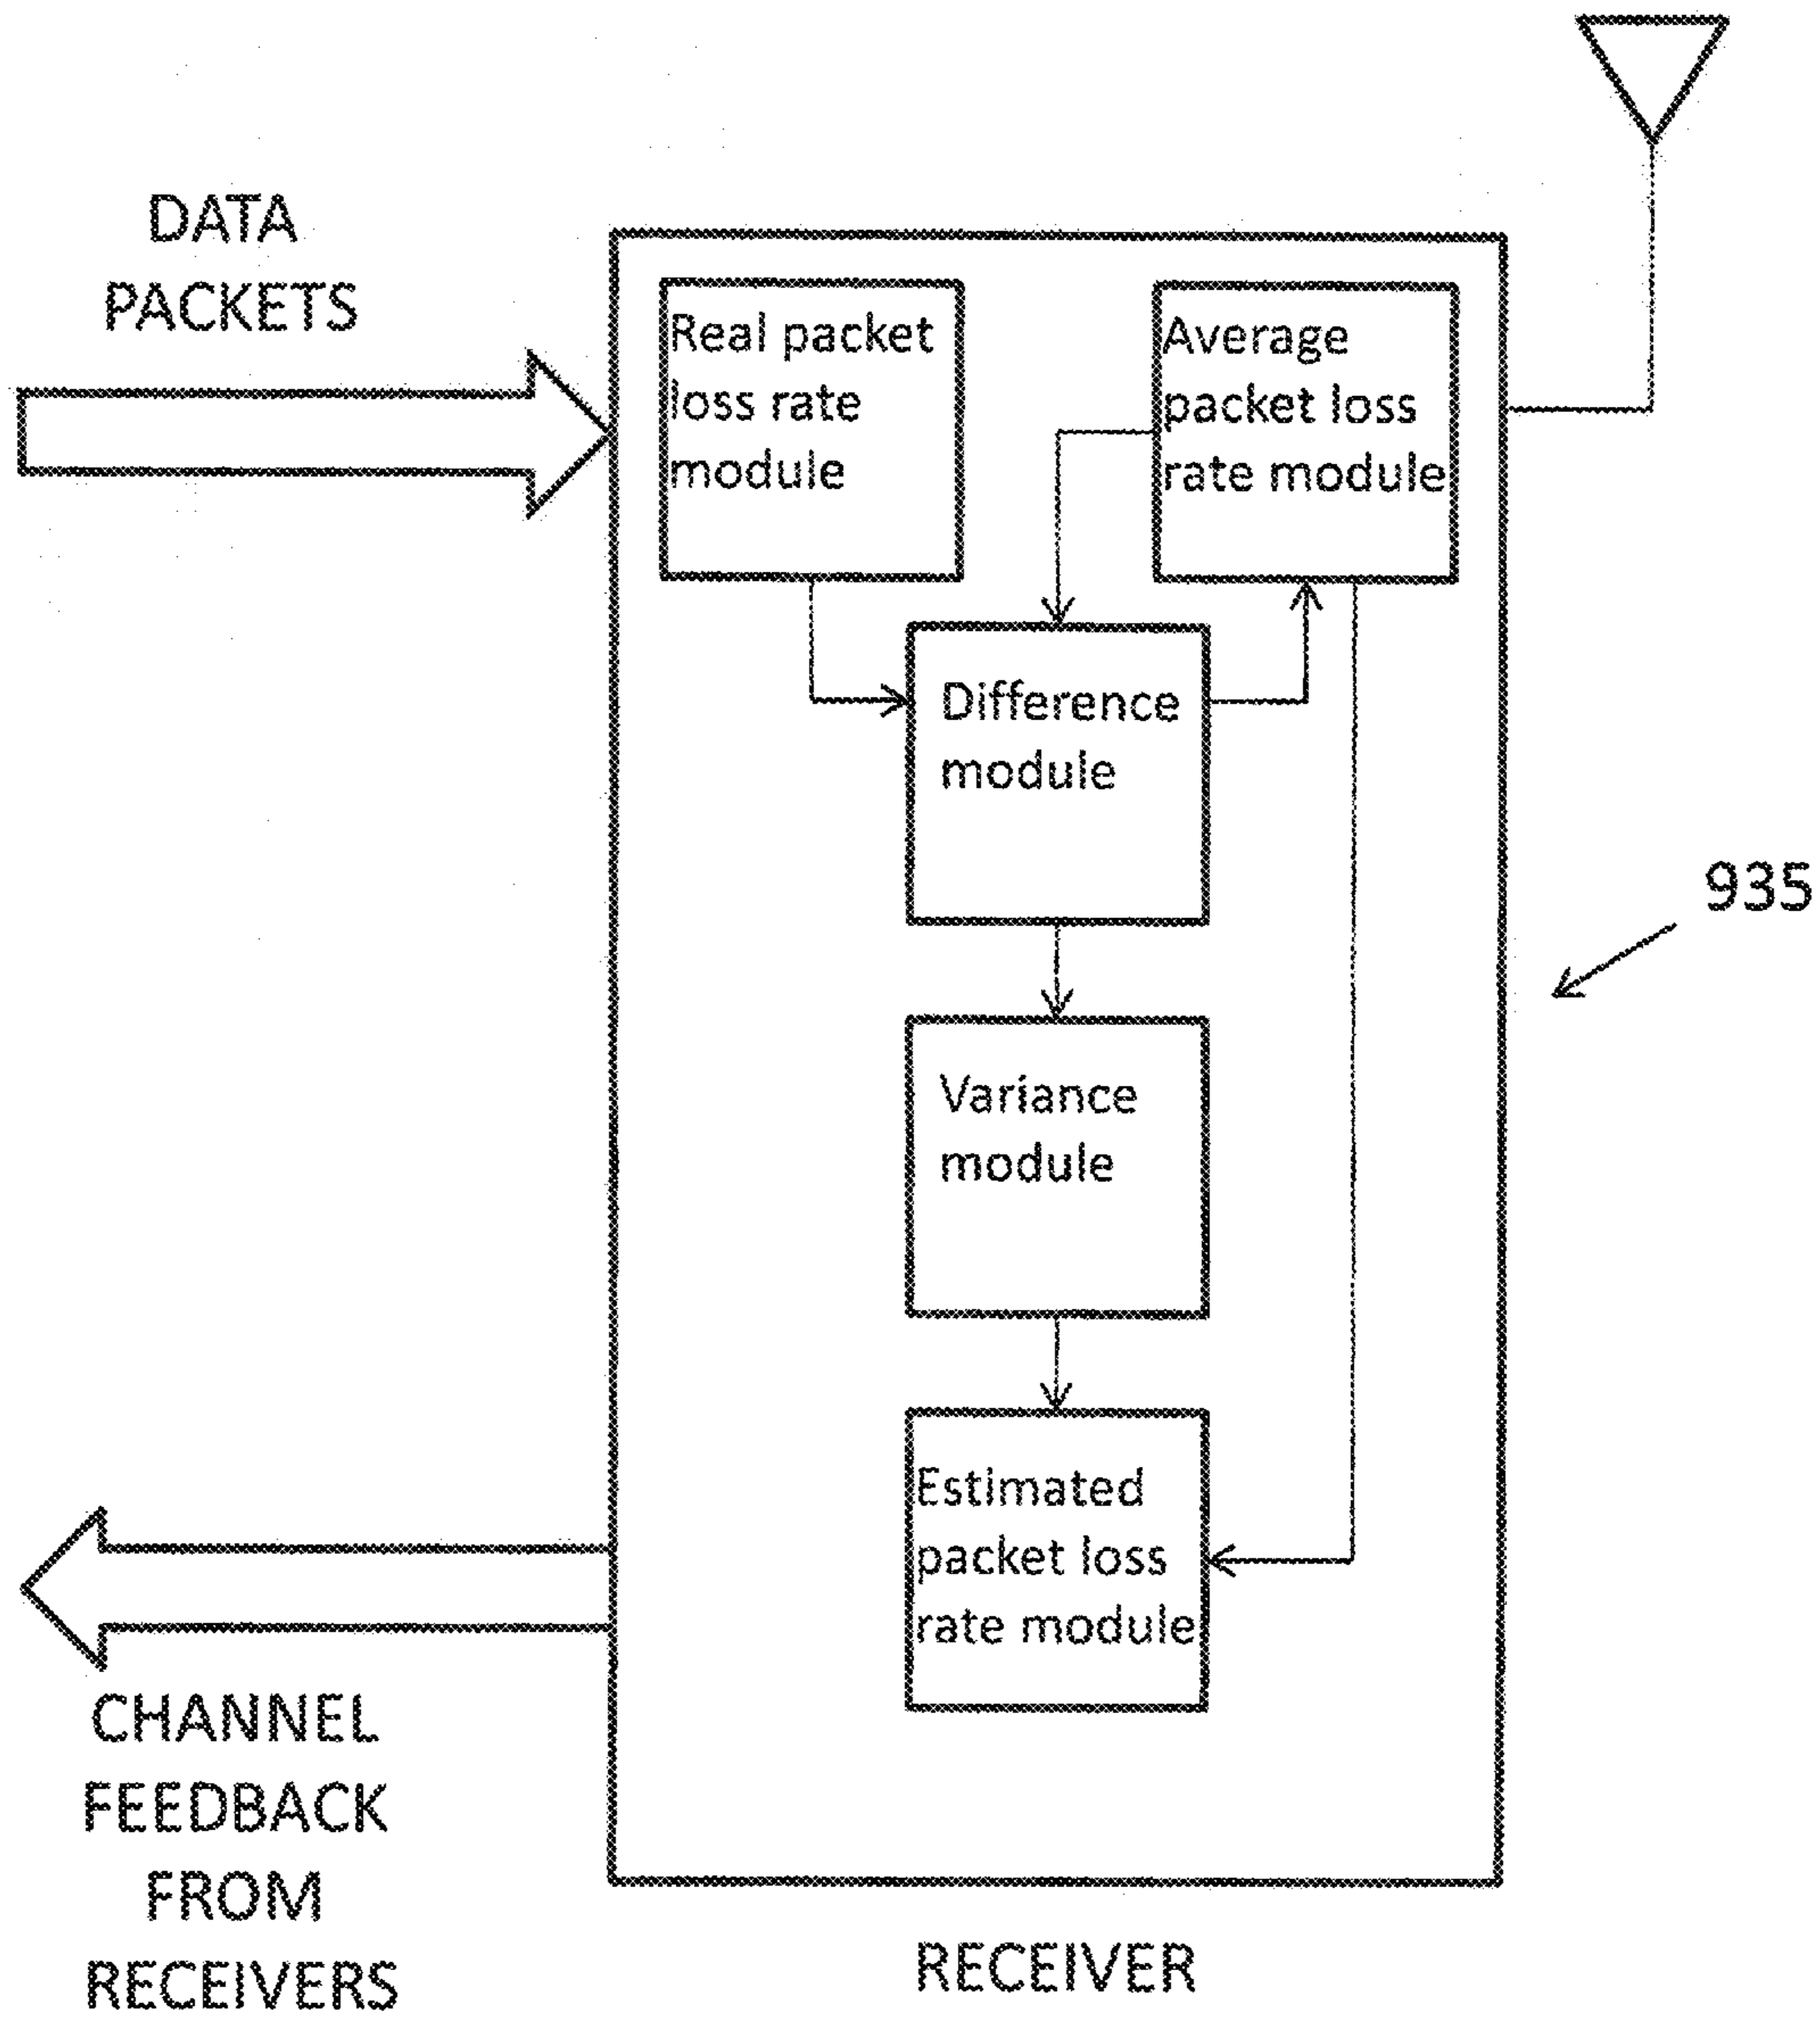 DATA
PACKETS
Real packet
loss rate
module
Average
packet loss
rate module
Difference
module
935
Variance
module
Estimated
packet loss
rate module
CHANNEL
FEEDBACK
FROM
RECEIVERS
RECEIVER